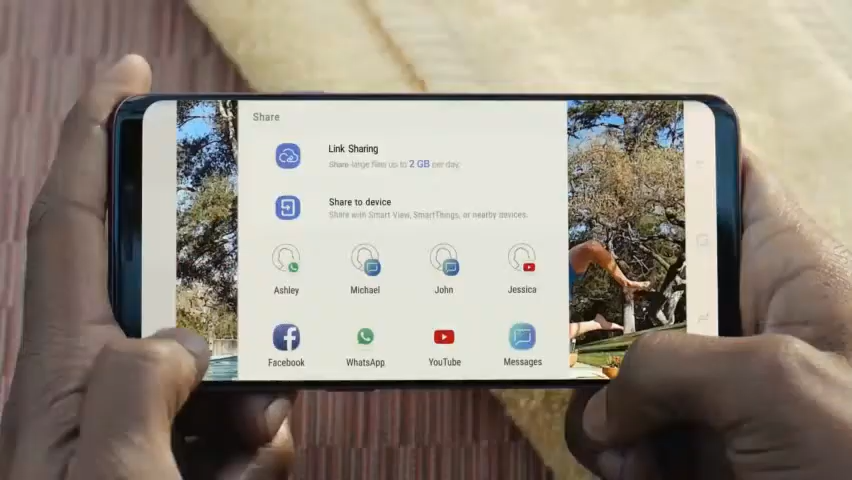 Share
Link Sharing
Share large files up to 2 GB per day.
Share to device
Share with Smart View, SmartThings, or nearby devices.
Ashley Michael John Jessica
Facebook WhatsApp YouTube Messages